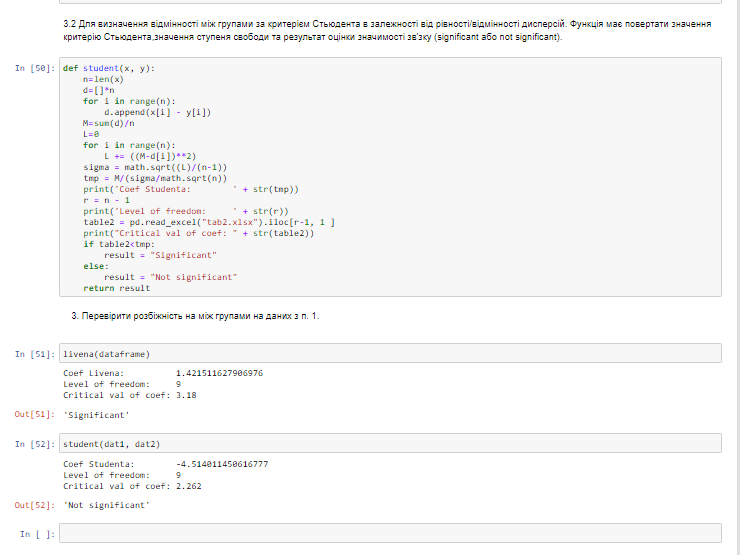 3.2 Для визначення відмінності між групами за критерієм Стьюдента в залежності від рівності/відмінності дисперсій. Функція має повертати значення
критерію Стьюдента,значення ступеня свободи та результат оцінки значимості зв'язку (significant або not significant).
In [50]: def student(x, y):
    n=len(x)
    d=[]*n
    for i in range(n):
        d.append(x[i] - y[i])
    M=sum(d)/n
    L=0
    for i in range(n):
        L += ((M-d[i])**2)
    sigma = math.sqrt((L)/(n-1))
    tmp = M/(sigma/math.sqrt(n))
    print('Coef Studenta:        ' + str(tmp))
    r = n - 1
    print('Level of freedom:     ' + str(r))
    table2 = pd.read_excel("tab2.xlsx").iloc[r-1, 1 ]
    print("Critical val of coef: " + str(table2))
    if table2<tmp:
        result = "Significant"
    else:
        result = "Not significant"
    return result
3. Перевірити розбіжність на між групами на даних з п. 1.
In [51]: livena(dataframe)
Coef Livena:          1.421511627906976
Level of freedom:     9
Critical val of coef: 3.18
Out[51]: 'Significant'
In [52]: student(dat1, dat2)
Coef Studenta:        -4.514011450616777
Level of freedom:     9
Critical val of coef: 2.262
Out[52]: 'Not significant'
In [ ]: